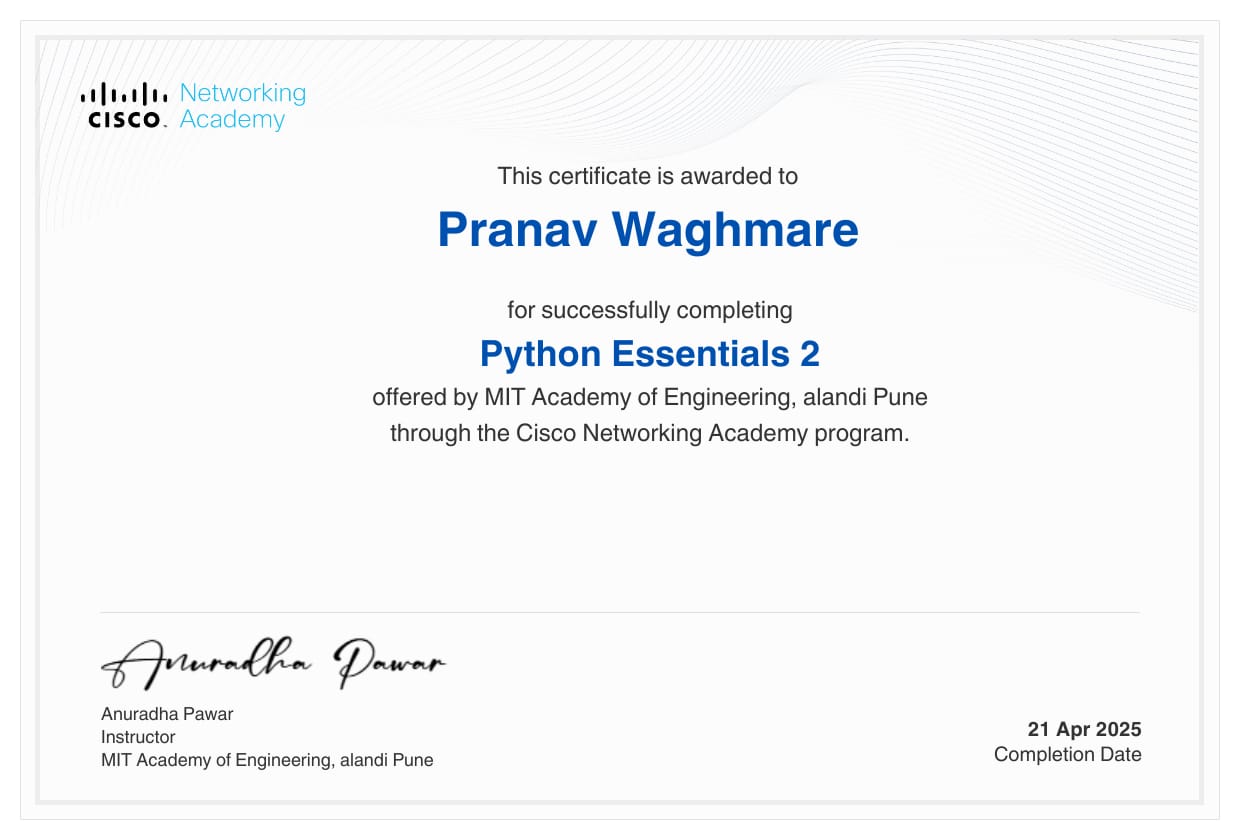 Networking
CISCO. Academy
This certificate is awarded to
Pranav Waghmare
for successfully completing
Python Essentials 2
offered by MIT Academy of Engineering, alandi Pune
through the Cisco Networking Academy program.
Anuradha Pawar
Anuradha Pawar
Instructor
MIT Academy of Engineering, alandi Pune
21 Apr 2025
Completion Date